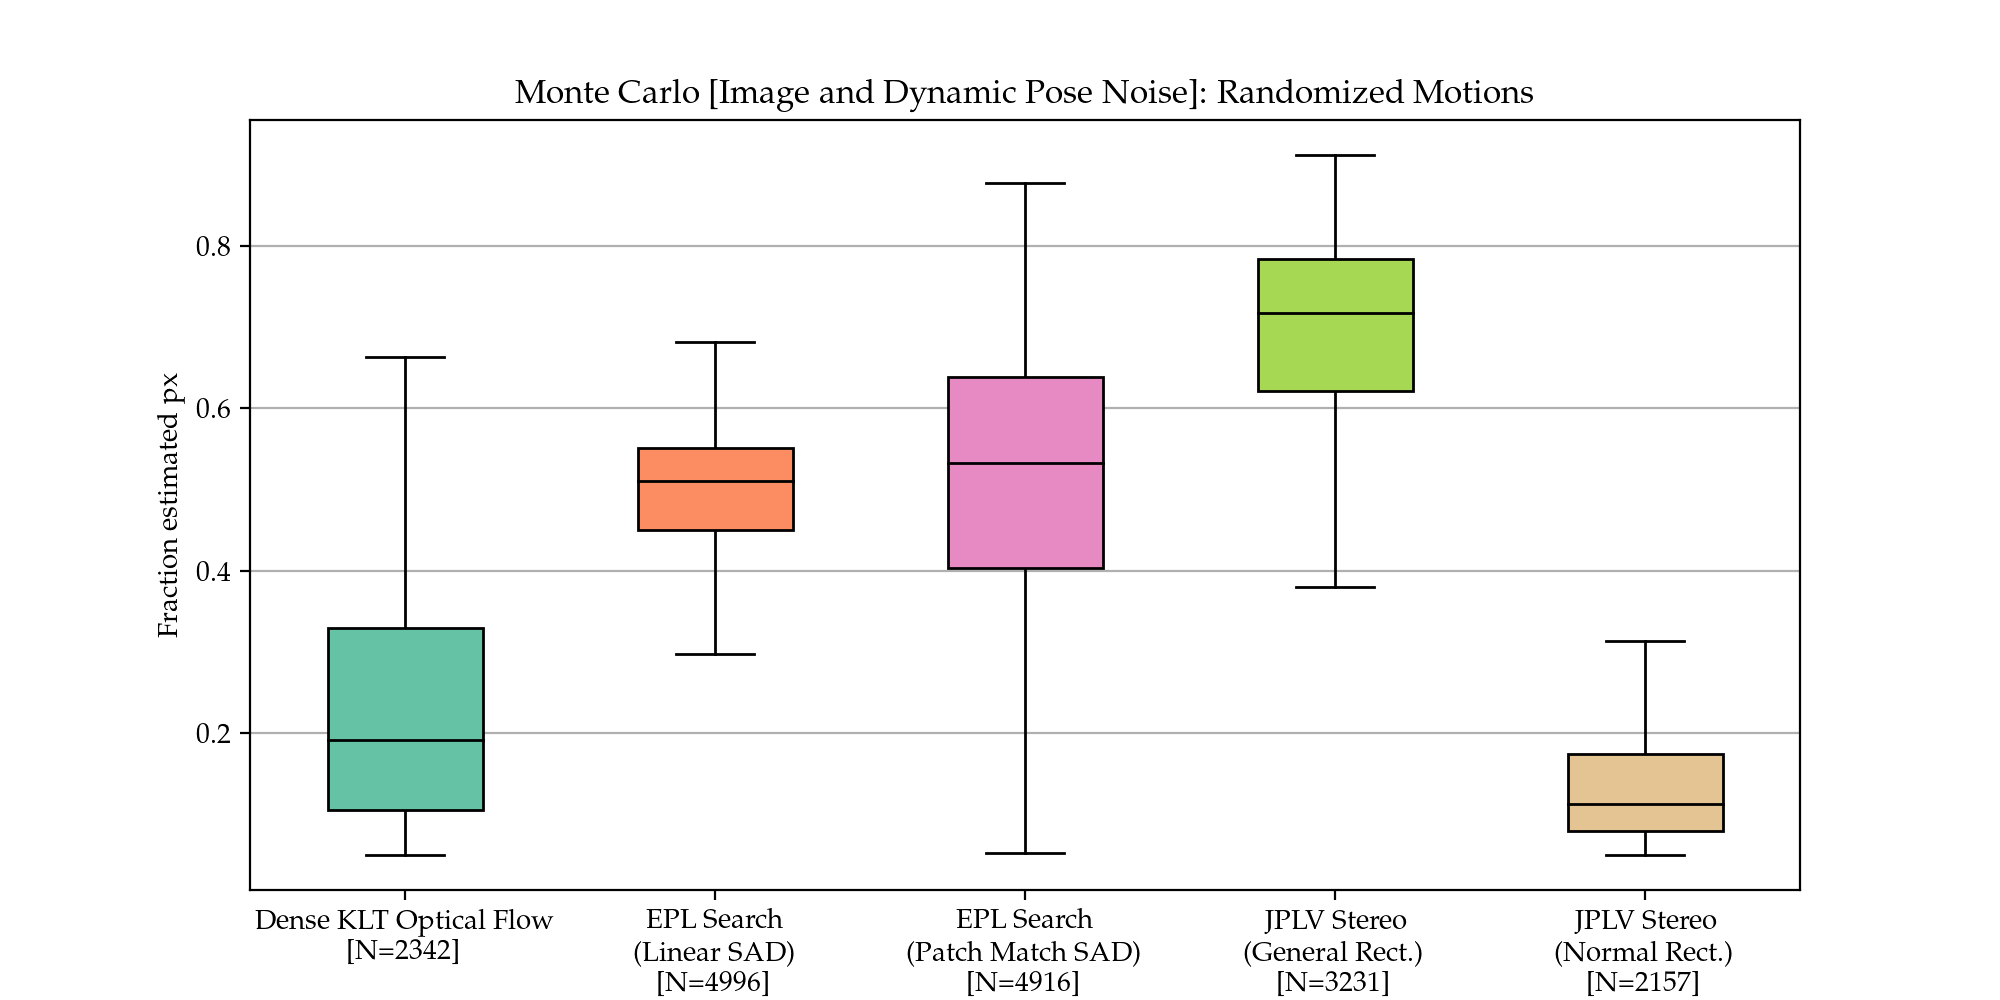 Monte Carlo [Image and Dynamic Pose Noise]: Randomized Motions
Fraction estimated px
0.8
0.6
0.4
0.2
Dense KLT Optical Flow
[N=2342]
EPL Search
(Linear SAD)
[N=4996]
EPL Search
(Patch Match SAD)
[N=4916]
JPLV Stereo
(General Rect.)
[N=3231]
JPLV Stereo
(Normal Rect.)
[N=2157]